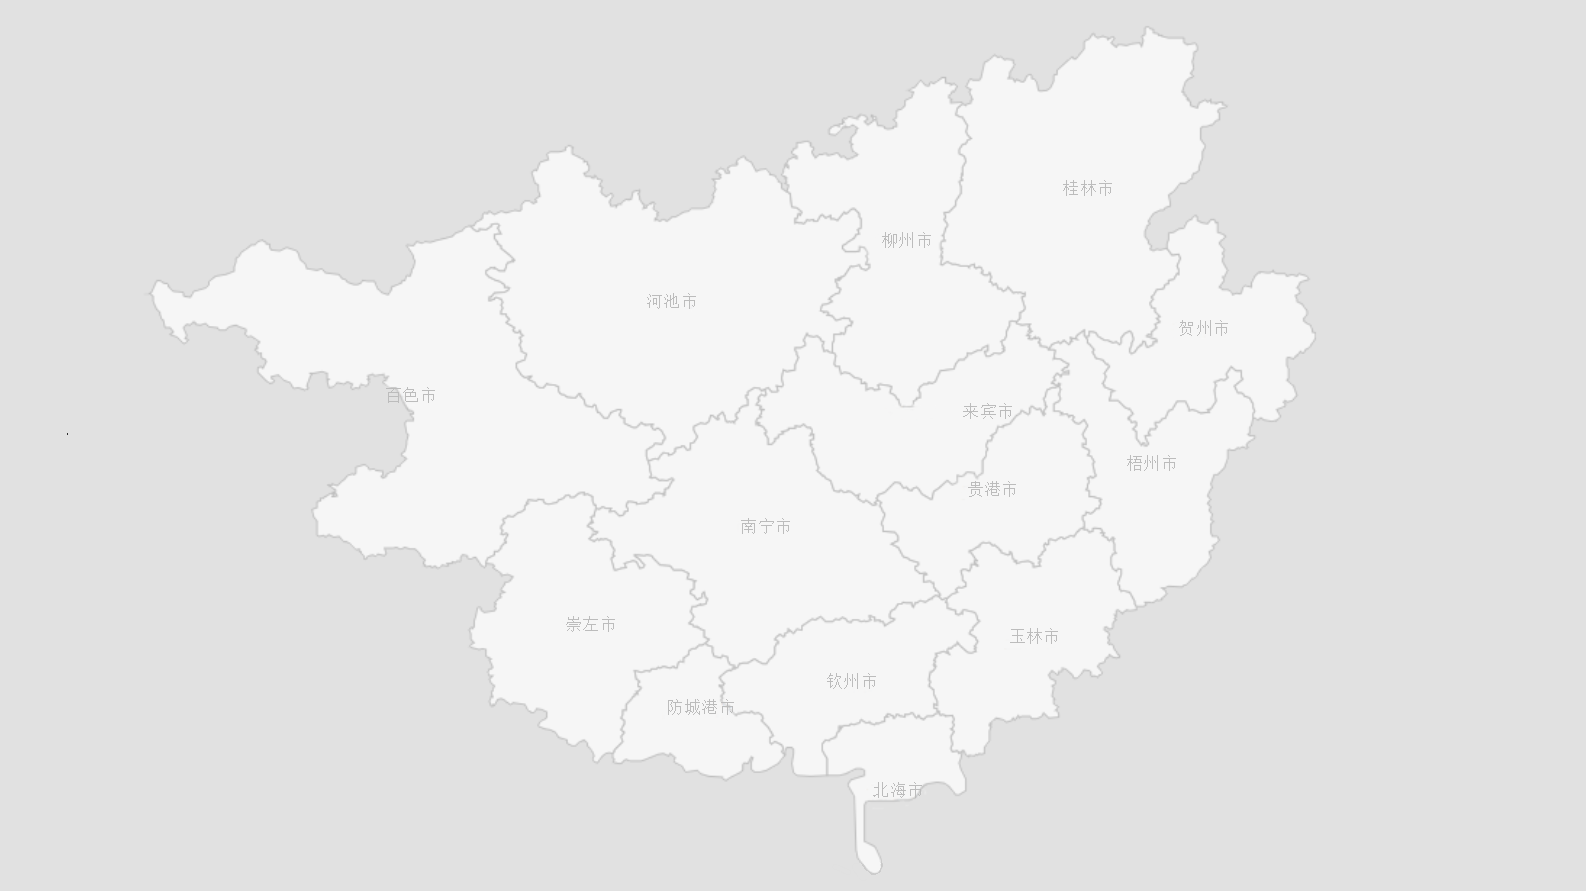 桂林市
柳州市
河池市
贺州市
百色市
来宾市
梧州市
贵港市
南宁市
崇左市
玉林市
钦州市
防城港市
北海市